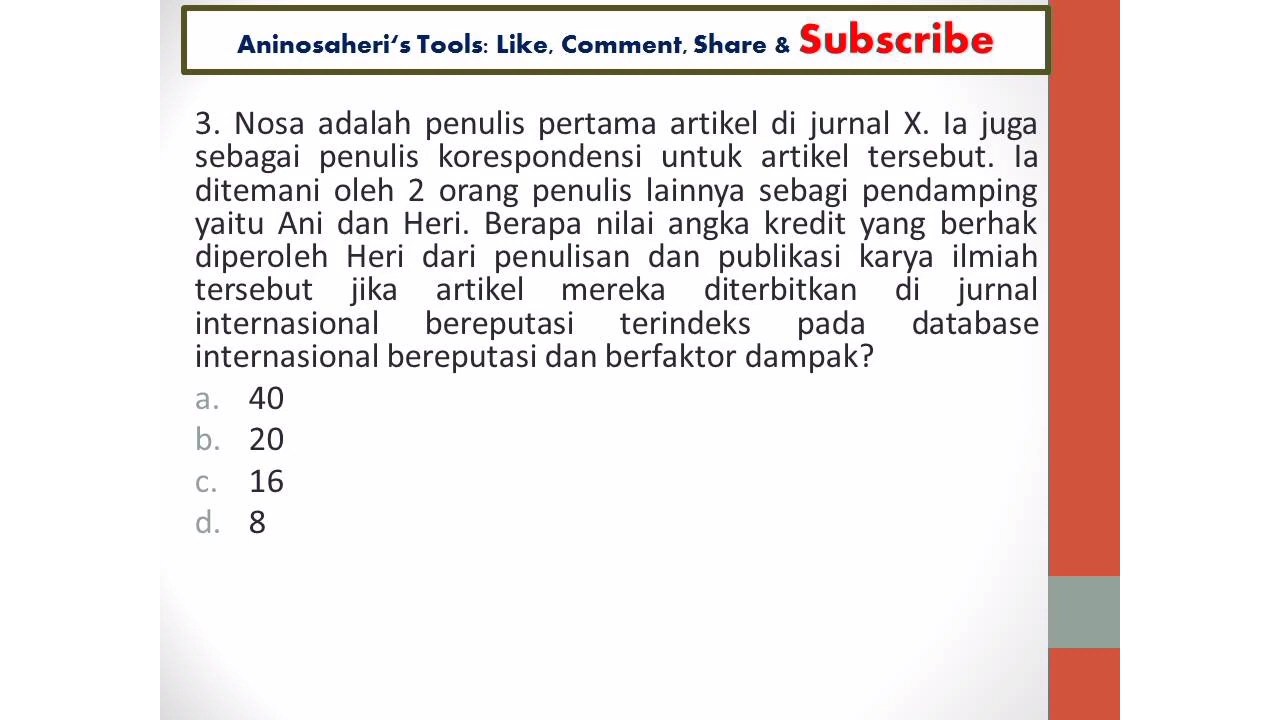 Aninosaheri's Tools: Like, Comment, Share & Subscribe
3. Nosa adalah penulis pertama artikel di jurnal X. Ia juga
sebagai penulis korespondensi untuk artikel tersebut. Ia
ditemani oleh 2 orang penulis lainnya sebagi pendamping
yaitu Ani dan Heri. Berapa nilai angka kredit yang berhak
diperoleh Heri dari penulisan dan publikasi karya ilmiah
tersebut jika artikel mereka diterbitkan di jurnal
internasional bereputasi terindeks pada database
internasional bereputasi dan berfaktor dampak?
a. 40
b. 20
c. 16
d. 8